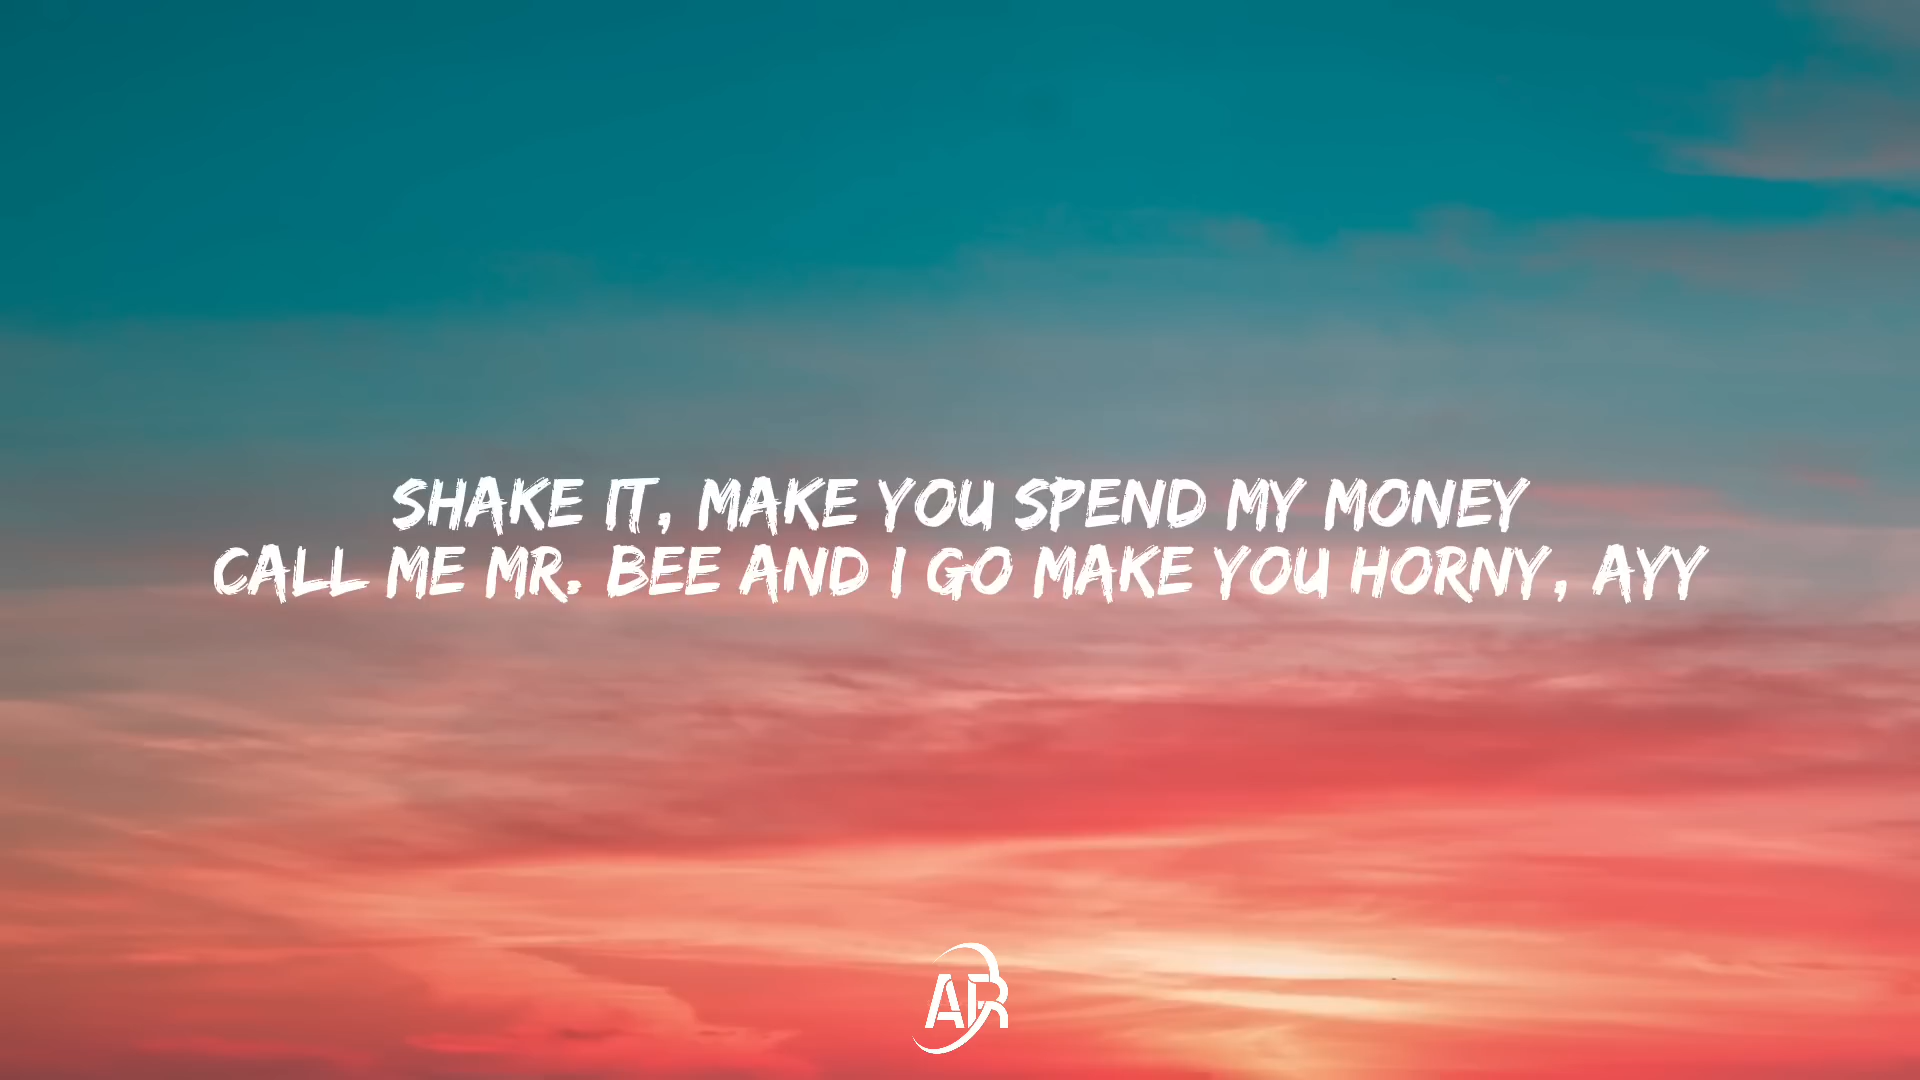 SHAKE IT, MAKE YOU SPEND MY MONEY
CALL ME MR. BEE AND I GO MAKE YOU HORNY, AYY
AR